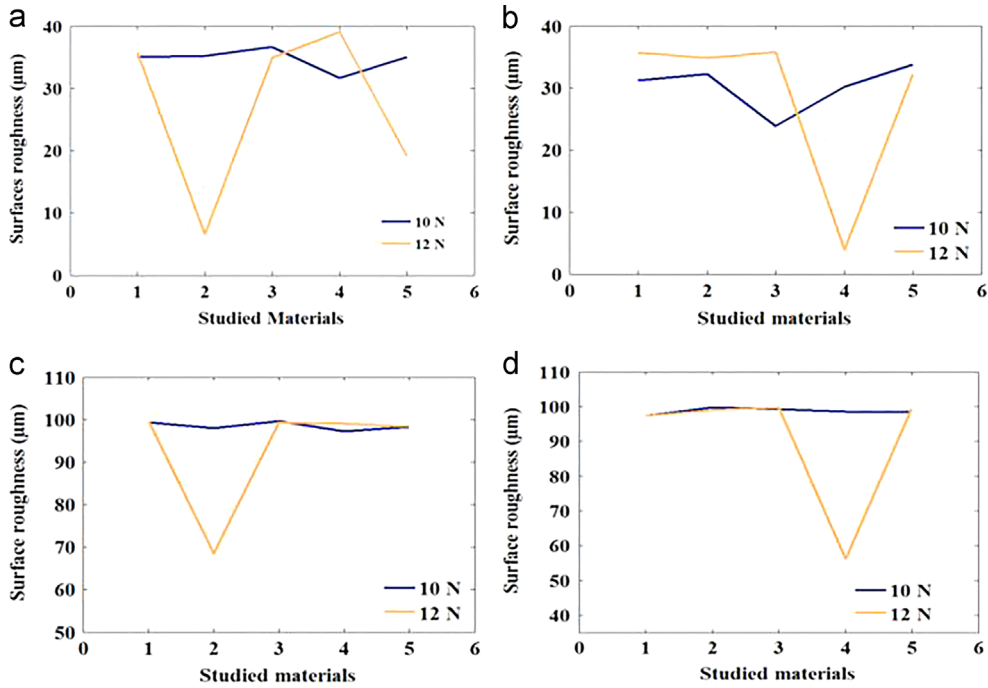 a
Surfaces roughness (µm)
40
30
20
10
0
10 N
12 N
0 1 2 3 4 5 6
Studied Materials
b
Surface roughness (µm)
40
30
20
10
0
10 N
12 N
0 1 2 3 4 5 6
Studied materials
c
Surface roughness (µm)
110
100
90
80
70
60
50
10 N
12 N
0 1 2 3 4 5 6
Studied materials
d
Surface roughness (µm)
110
100
90
80
70
60
50
40
10 N
12 N
0 1 2 3 4 5 6
Studied materials